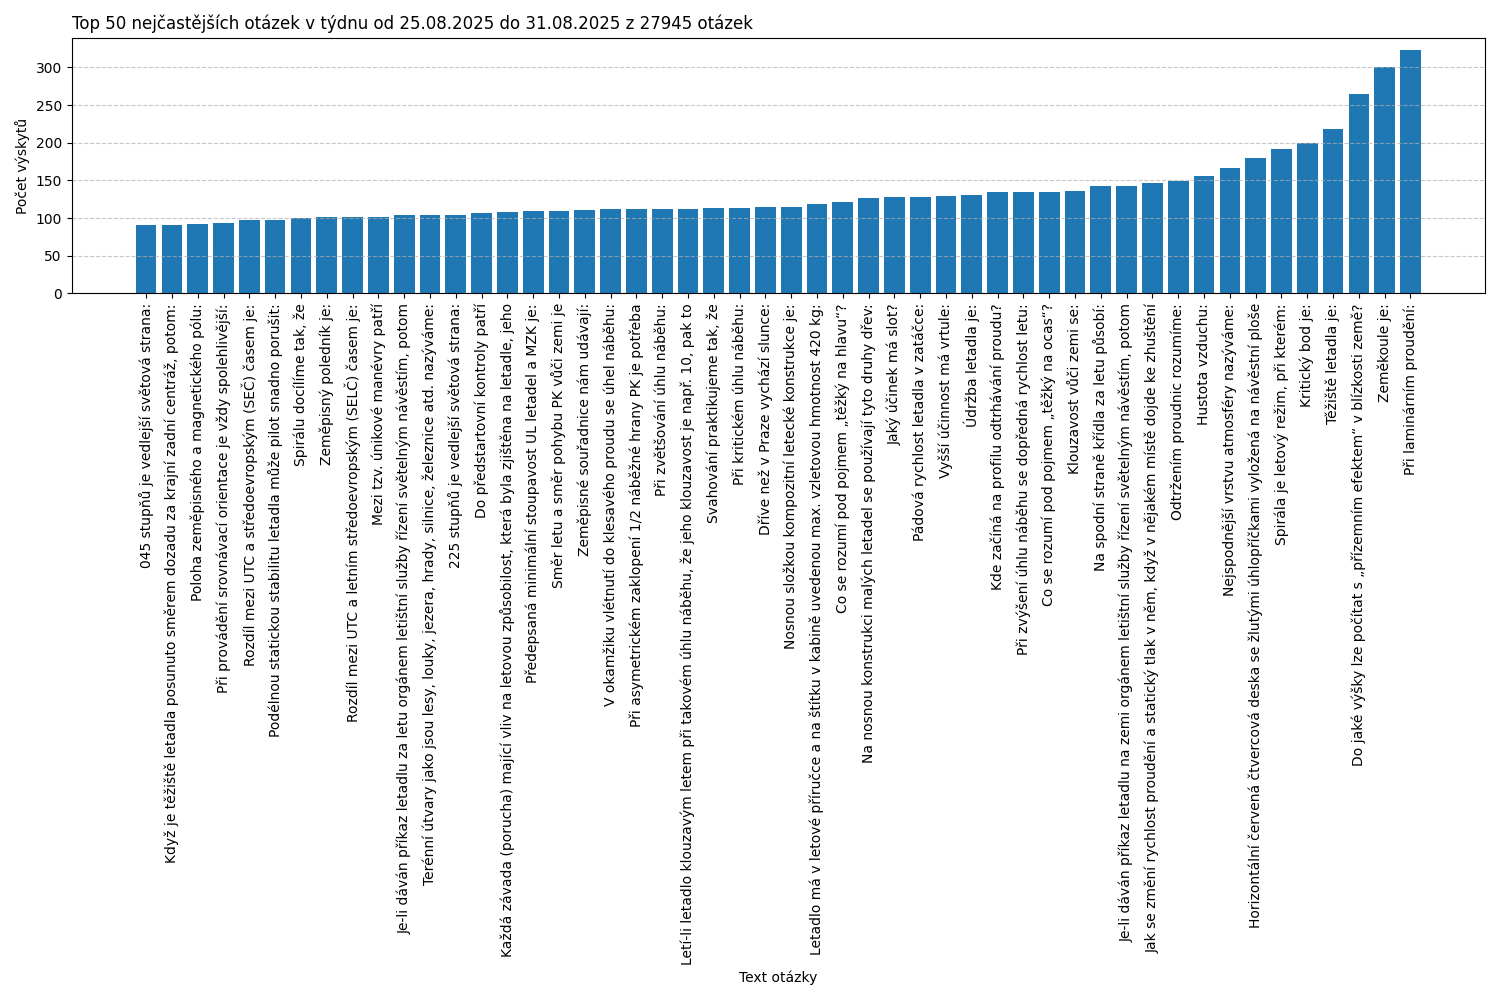 Top 50 nejčastějších otázek v týdnu od 25.08.2025 do 31.08.2025 z 27945 otázek
Počet výskytů
300
250
200
150
100
50
0
045 stupňů je vedlejší světová strana:
Když je těžiště letadla posunuto směrem dozadu za krajní zadní centráž, potom:
Poloha zeměpisného a magnetického pólu:
Při provádění srovnávací orientace je vždy spolehlivější:
Rozdíl mezi UTC a středoevropským (SEČ) časem je:
Podélnou statickou stabilitu letadla může pilot snadno porušit:
Spirálu docílíme tak, že
Zeměpisný poledník je:
Rozdíl mezi UTC a letním středoevropským (SELČ) časem je:
Mezi tzv. únikové manévry patří
Je-li dáván příkaz letadlu za letu orgánem letištní služby řízení světelným návěstím, potom
Terénní útvary jako jsou lesy, louky, jezera, hrady, silnice, železnice atd. nazýváme:
225 stupňů je vedlejší světová strana:
Do předstartovní kontroly patří
Každá závada (porucha) mající vliv na letovou způsobilost, která byla zjištěna na letadle, jeho
Předepsaná minimální stoupavost UL letadel a MZK je:
Směr letu a směr pohybu PK vůči zemi je
Zeměpisné souřadnice nám udávají:
V okamžiku vlétnutí do klesavého proudu se úhel náběhu:
Při asymetrickém zaklopení 1/2 náběžné hrany PK je potřeba
Při zvětšování úhlu náběhu:
Letí-li letadlo klouzavým letem při takovém úhlu náběhu, že jeho klouzavost je např. 10, pak to
Svahování praktikujeme tak, že
Při kritickém úhlu náběhu:
Dříve než v Praze vychází slunce:
Nosnou složkou kompozitní letecké konstrukce je:
Letadlo má v letové příručce a na štítku v kabině uvedenou max. vzletovou hmotnost 420 kg:
Co se rozumí pod pojmem „těžký na hlavu“?
Na nosnou konstrukci malých letadel se používají tyto druhy dřev:
Jaký účinek má slot?
Pádová rychlost letadla v zatáčce:
Vyšší účinnost má vrtule:
Údržba letadla je:
Kde začíná na profilu odtrhávání proudu?
Při zvýšení úhlu náběhu se dopředná rychlost letu:
Co se rozumí pod pojmem „těžký na ocas“?
Klouzavost vůči zemi se:
Na spodní straně křídla za letu působí:
Je-li dáván příkaz letadlu na zemi orgánem letištní služby řízení světelným návěstím, potom
Jak se změní rychlost proudění a statický tlak v něm, když v nějakém místě dojde ke zhuštění
Odtržením proudnic rozumíme:
Hustota vzduchu:
Nejspodnější vrstvu atmosféry nazýváme:
Horizontální červená čtvercová deska se žlutými úhlopříčkami vyložená na návěstní ploše
Spirála je letový režim, při kterém:
Kritický bod je:
Těžiště letadla je:
Do jaké výšky lze počítat s „přízemním efektem“ v blízkosti země?
Zeměkoule je:
Při laminárním proudění:
Text otázky